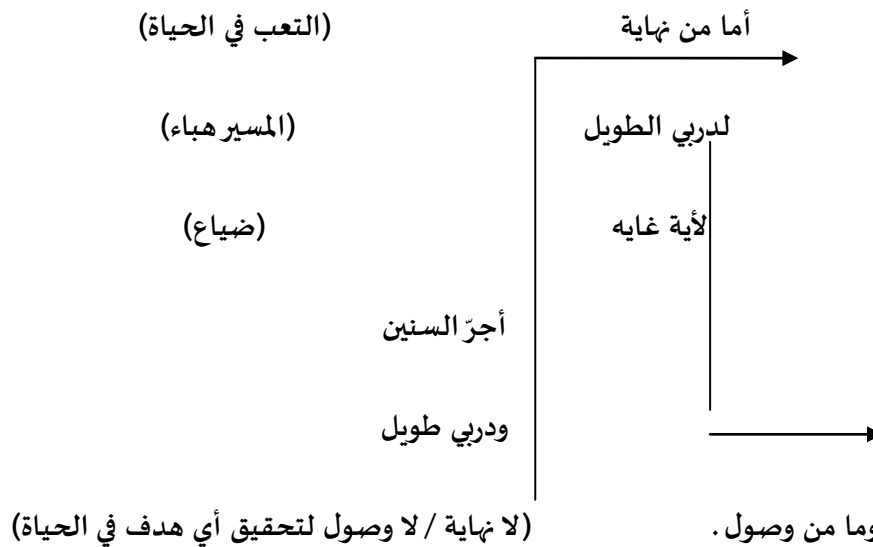 أما من نهاية (التعب في الحياة)
لدربي الطويل (المسير هباء)
لأية غايه (ضياع)
أجرّ السنين
ودربي طويل
وما من وصول . (لا نهاية / لا وصول لتحقيق أي هدف في الحياة)